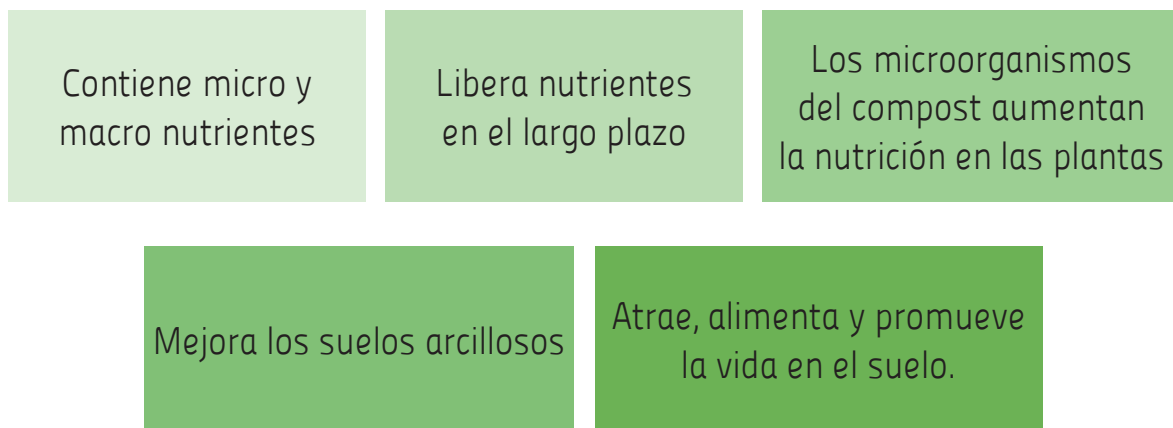 Contiene micro y
macro nutrientes
Libera nutrientes
en el largo plazo
Los microorganismos
del compost aumentan
la nutrición en las plantas
Mejora los suelos arcillosos
Atrae, alimenta y promueve
la vida en el suelo.